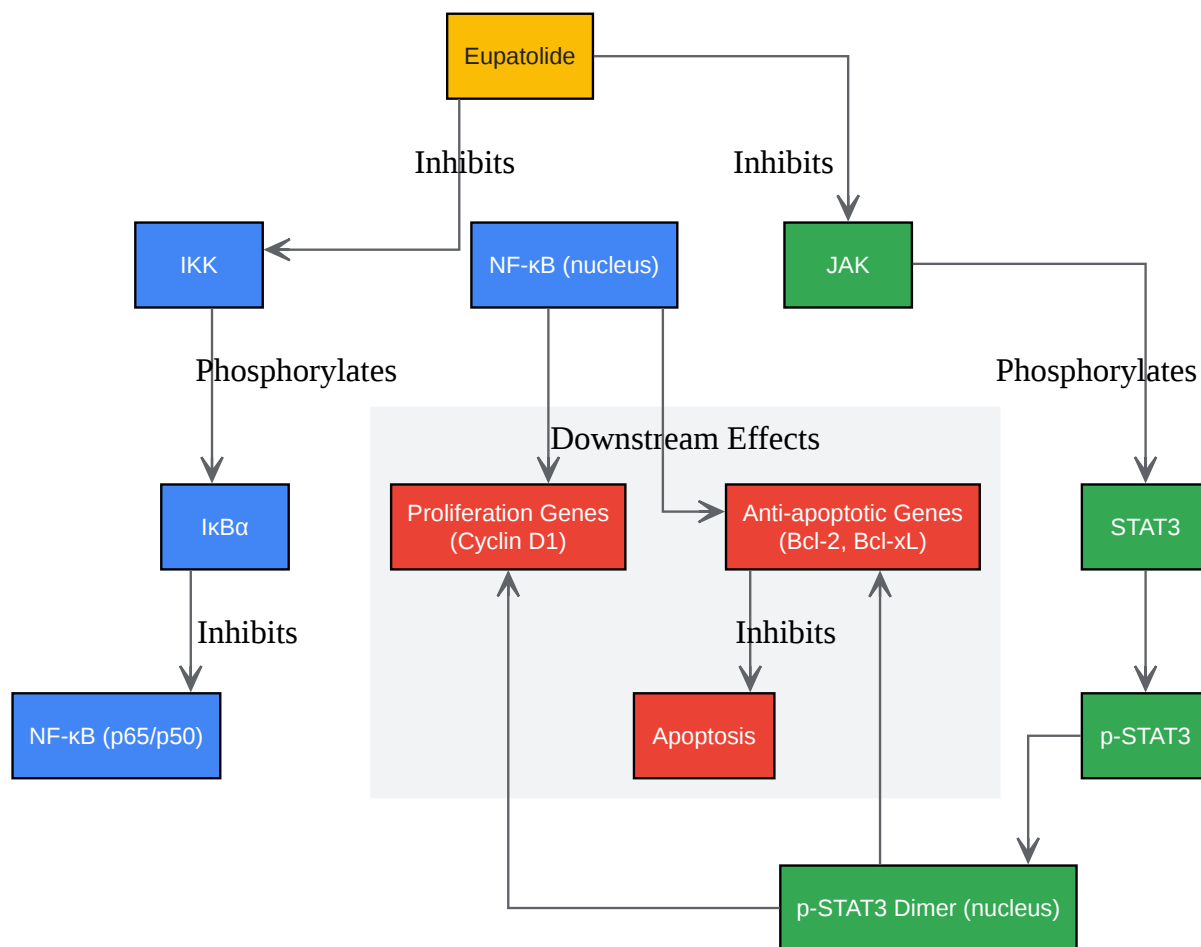 Eupatolide
Inhibits
Inhibits
IKK
NF-κB (nucleus)
JAK
Phosphorylates
Phosphorylates
Downstream Effects
IκBα
Proliferation Genes
(Cyclin D1)
Anti-apoptotic Genes
(Bcl-2, Bcl-xL)
STAT3
Inhibits
Inhibits
NF-κB (p65/p50)
Apoptosis
p-STAT3
p-STAT3 Dimer (nucleus)